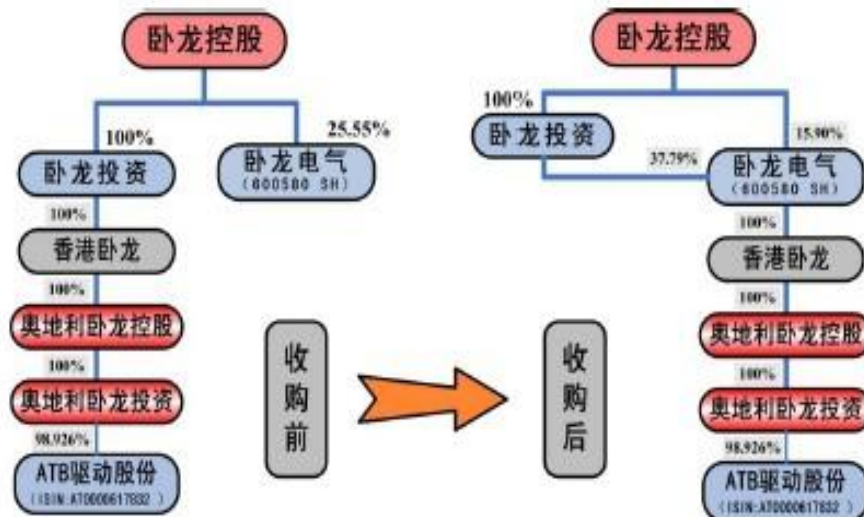 卧龙控股
100%
25.55%
卧龙投资
卧龙电气
(600580 SH)
100%
香港卧龙
100%
奥地利卧龙控股
100%
奥地利卧龙投资
98.926%
ATB驱动股份
(ISIN:AT0000617832)
收购前
收购后
卧龙控股
100%
15.90%
卧龙投资
37.79%
卧龙电气
(600580 SH)
100%
香港卧龙
100%
奥地利卧龙控股
100%
奥地利卧龙投资
98.926%
ATB驱动股份
(ISIN:AT0000617832)